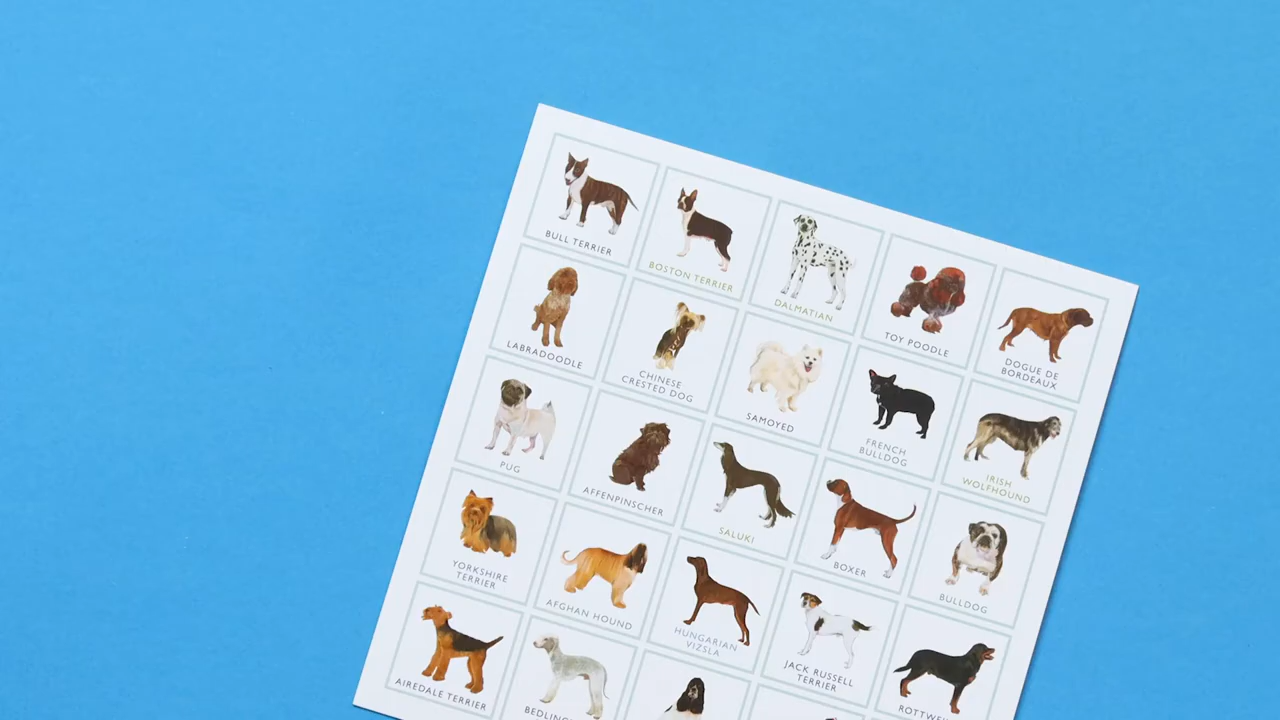 BULL TERRIER
BOSTON TERRIER
DALMATIAN
TOY POODLE
DOGUE DE
BORDEAUX
LABRADOODLE
CHINESE
CRESTED DOG
SAMOYED
FRENCH
BULLDOG
IRISH
WOLFHOUND
PUG
AFFENPINSCHER
SALUKI
BOXER
BULLDOG
YORKSHIRE
TERRIER
AFGHAN HOUND
HUNGARIAN
VIZSLA
JACK RUSSELL
TERRIER
AIREDALE TERRIER